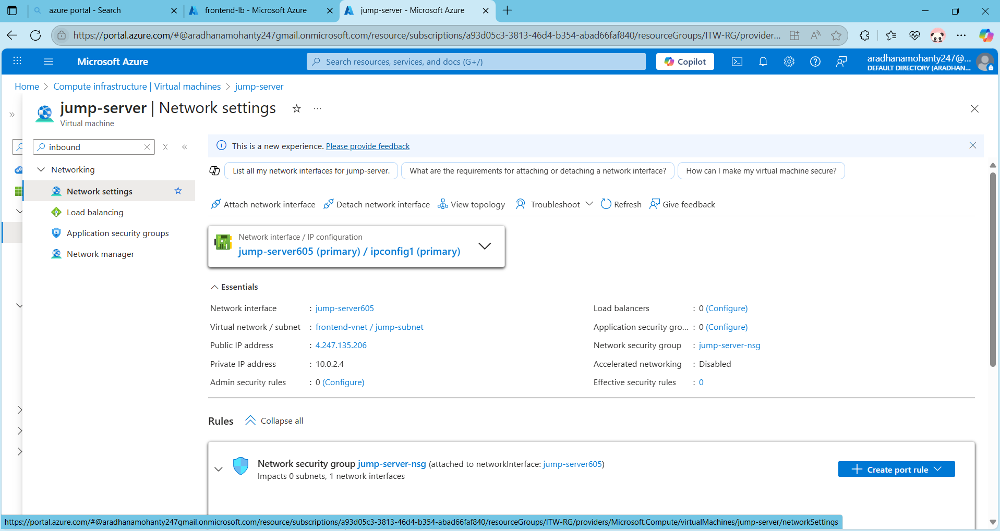 azure portal - Search
frontend-lb - Microsoft Azure
jump-server - Microsoft Azure
https://portal.azure.com/#@aradhanamohanty247gmail.onmicrosoft.com/resource/subscriptions/a93d05c3-3813-46d4-b354-abad66faf840/resourceGroups/ITW-RG/provider...
Microsoft Azure
Search resources, services, and docs (G+/)
Copilot
aradhanamohanty247@...
DEFAULT DIRECTORY (ARADHAN...
Home > Compute infrastructure | Virtual machines > jump-server
jump-server | Network settings
Virtual machine
inbound
Networking
Network settings
Load balancing
Application security groups
Network manager
This is a new experience. Please provide feedback
List all my network interfaces for jump-server.
What are the requirements for attaching or detaching a network interface?
How can I make my virtual machine secure?
Attach network interface
Detach network interface
View topology
Troubleshoot
Refresh
Give feedback
Network interface / IP configuration
jump-server605 (primary) / ipconfig1 (primary)
Essentials
Network interface : jump-server605
Virtual network / subnet : frontend-vnet / jump-subnet
Public IP address : 4.247.135.206
Private IP address : 10.0.2.4
Admin security rules : 0 (Configure)
Load balancers : 0 (Configure)
Application security gro... : 0 (Configure)
Network security group : jump-server-nsg
Accelerated networking : Disabled
Effective security rules : 0
Rules
Collapse all
Network security group jump-server-nsg (attached to networkInterface: jump-server605)
Impacts 0 subnets, 1 network interfaces
Create port rule
https://portal.azure.com/#@aradhanamohanty247gmail.onmicrosoft.com/resource/subscriptions/a93d05c3-3813-46d4-b354-abad66faf840/resourceGroups/ITW-RG/providers/Microsoft.Compute/virtualMachines/jump-server/networkSettings